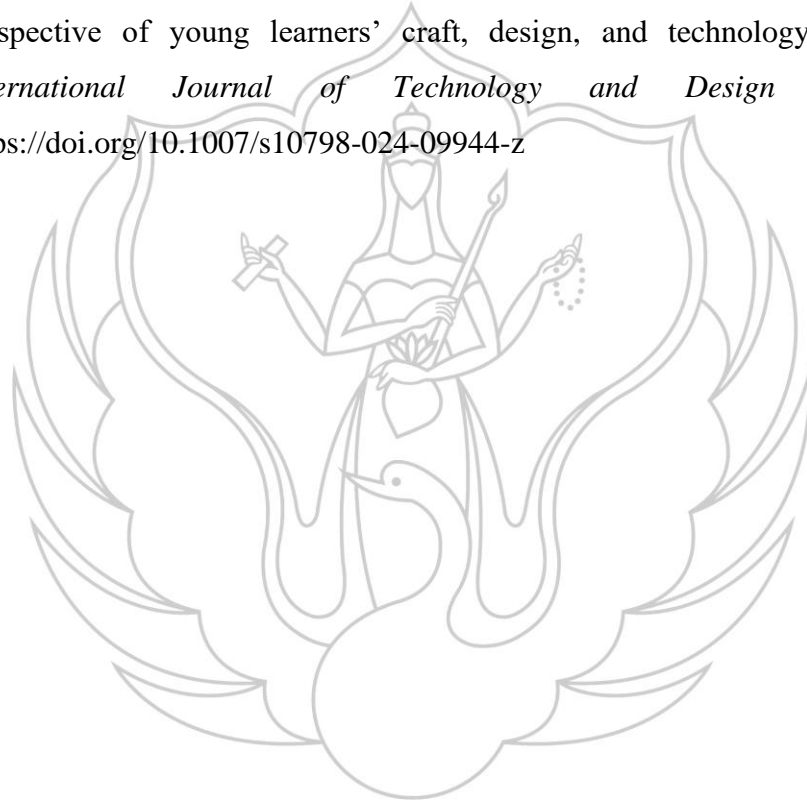 spective of young learners’ craft, design, and technology
ernational Journal of Technology and Design
ps://doi.org/10.1007/s10798-024-09944-z